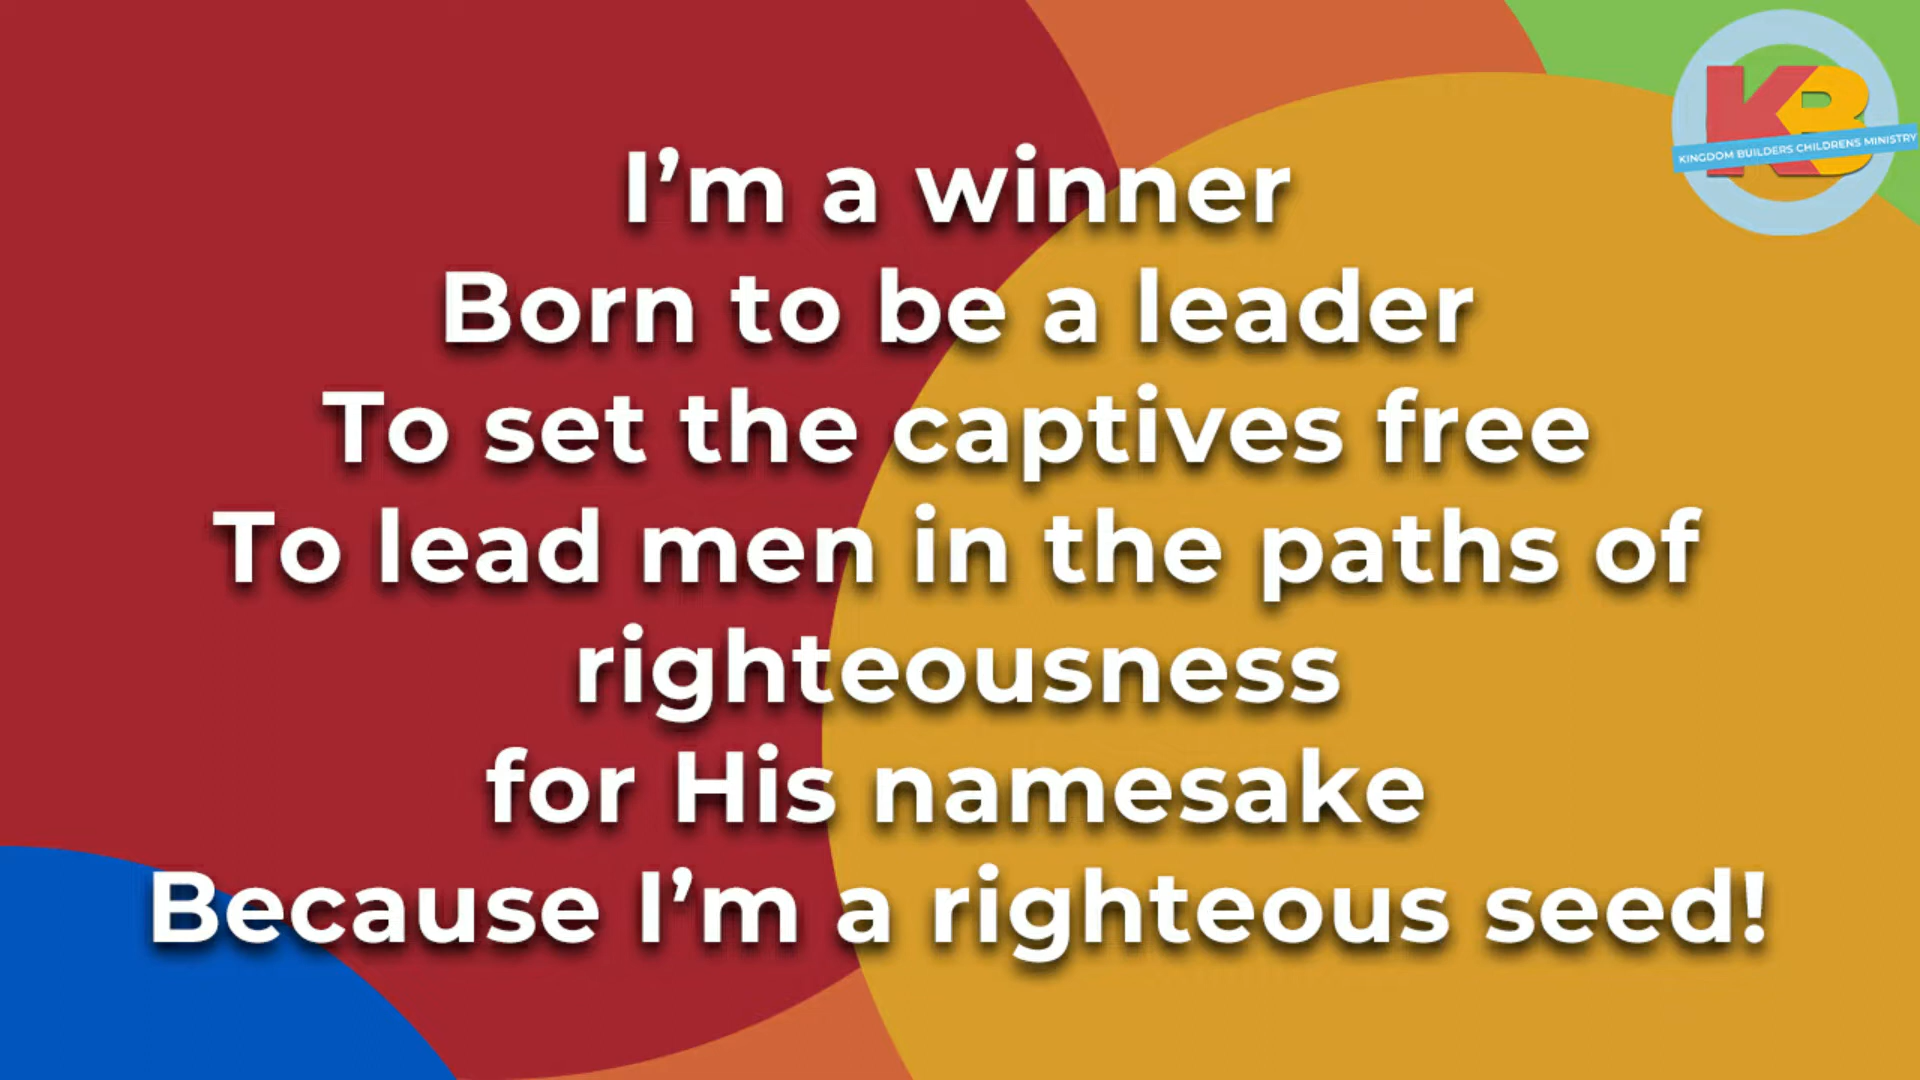 KB
KINGDOM BUILDERS CHILDRENS MINISTRY
I’m a winner
Born to be a leader
To set the captives free
To lead men in the paths of
righteousness
for His namesake
Because I’m a righteous seed!